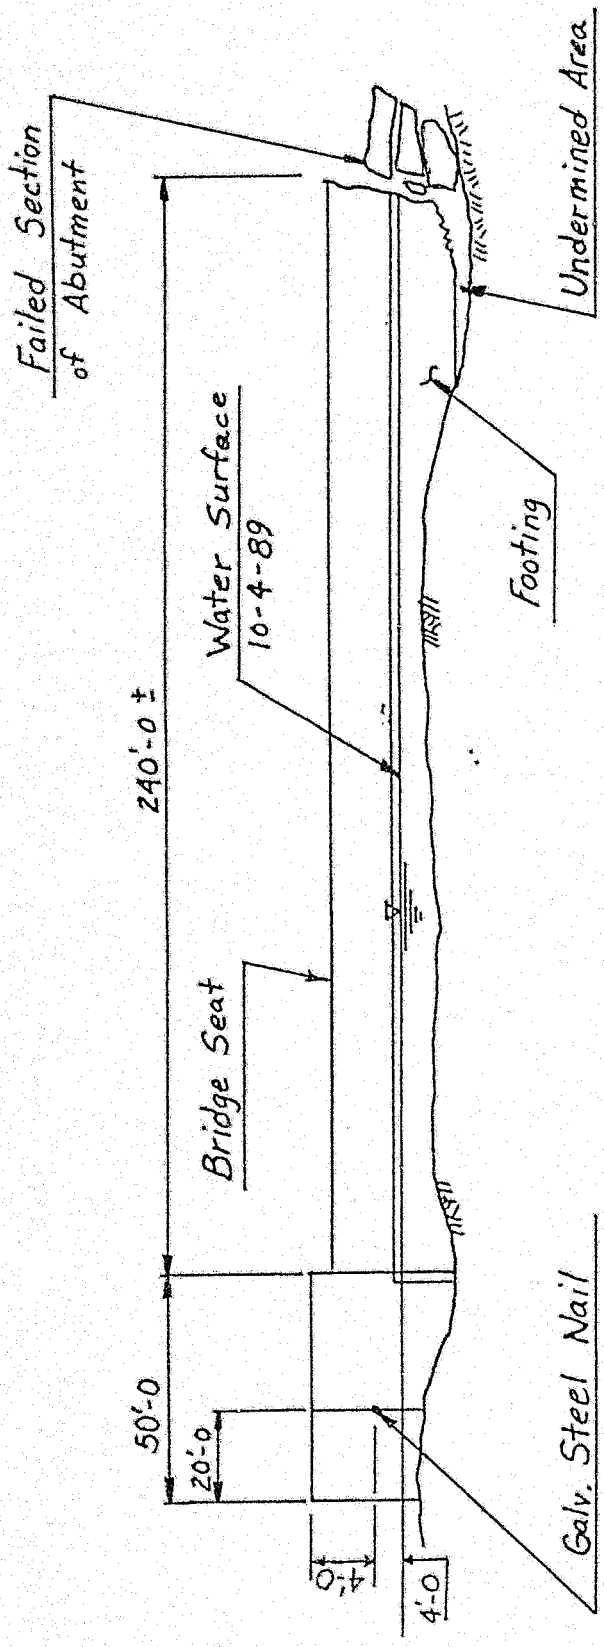 Failed Section
of Abutment
240'-0 ±
50'-0
20'-0
Water Surface
10-4-89
Bridge Seat
4'-0
4'-0
Footing
Undermined Area
Galv. Steel Nail